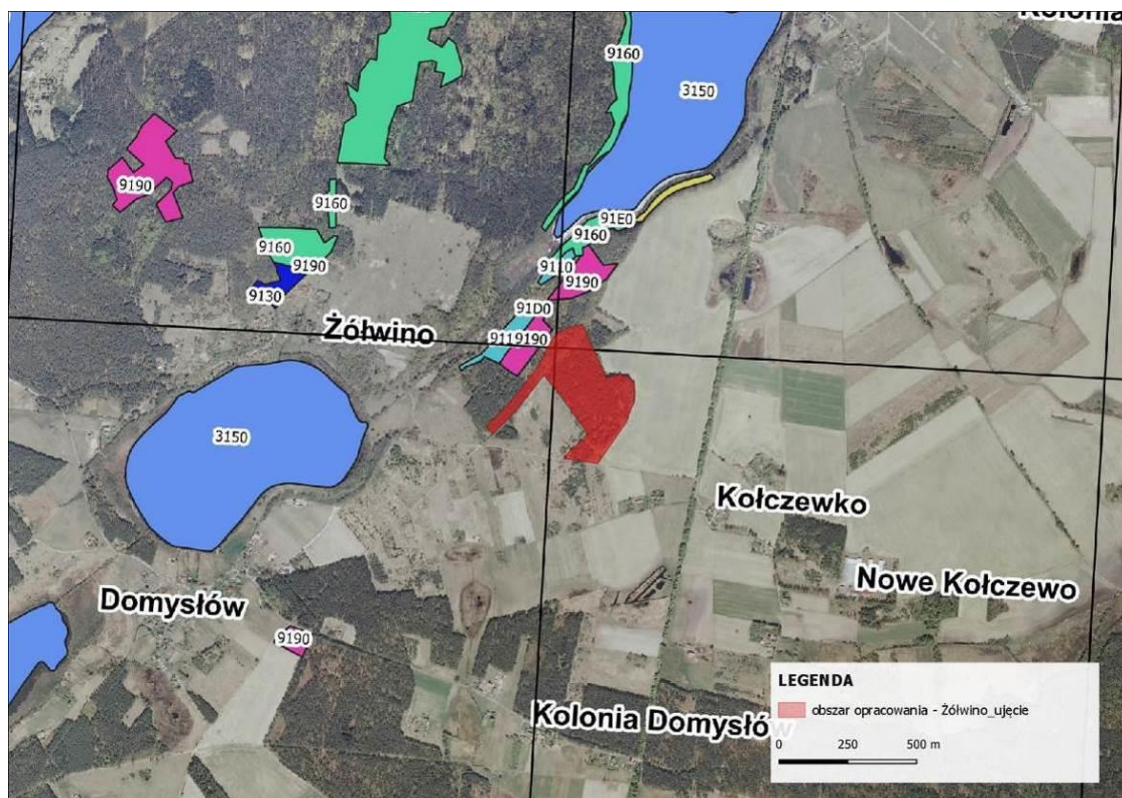 Kolonia
9160
9160
3150
9190
9160
91E0
9160
9160
9190
9110
9190
9130
91D0
Żółwino
9119190
3150
Kołczewko
Nowe Kołczewo
Domysłów
9190
Kolonia Domysłów
LEGENDA
obszar opracowania - Żółwino_ujęcie
0 250 500 m